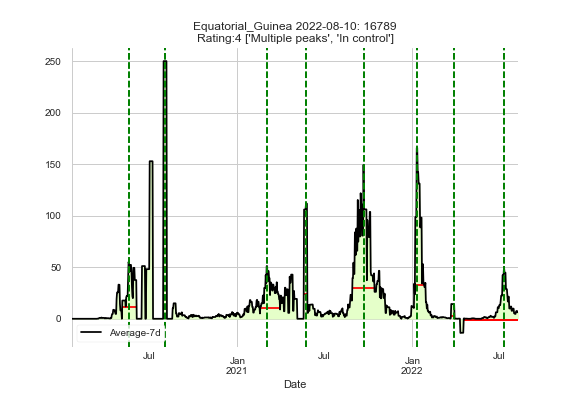 Equatorial_Guinea 2022-08-10: 16789
Rating:4 ['Multiple peaks', 'In control']
250
200
150
100
50
0
Average-7d
Jul
Jan
2021
Jul
Jan
2022
Jul
Date